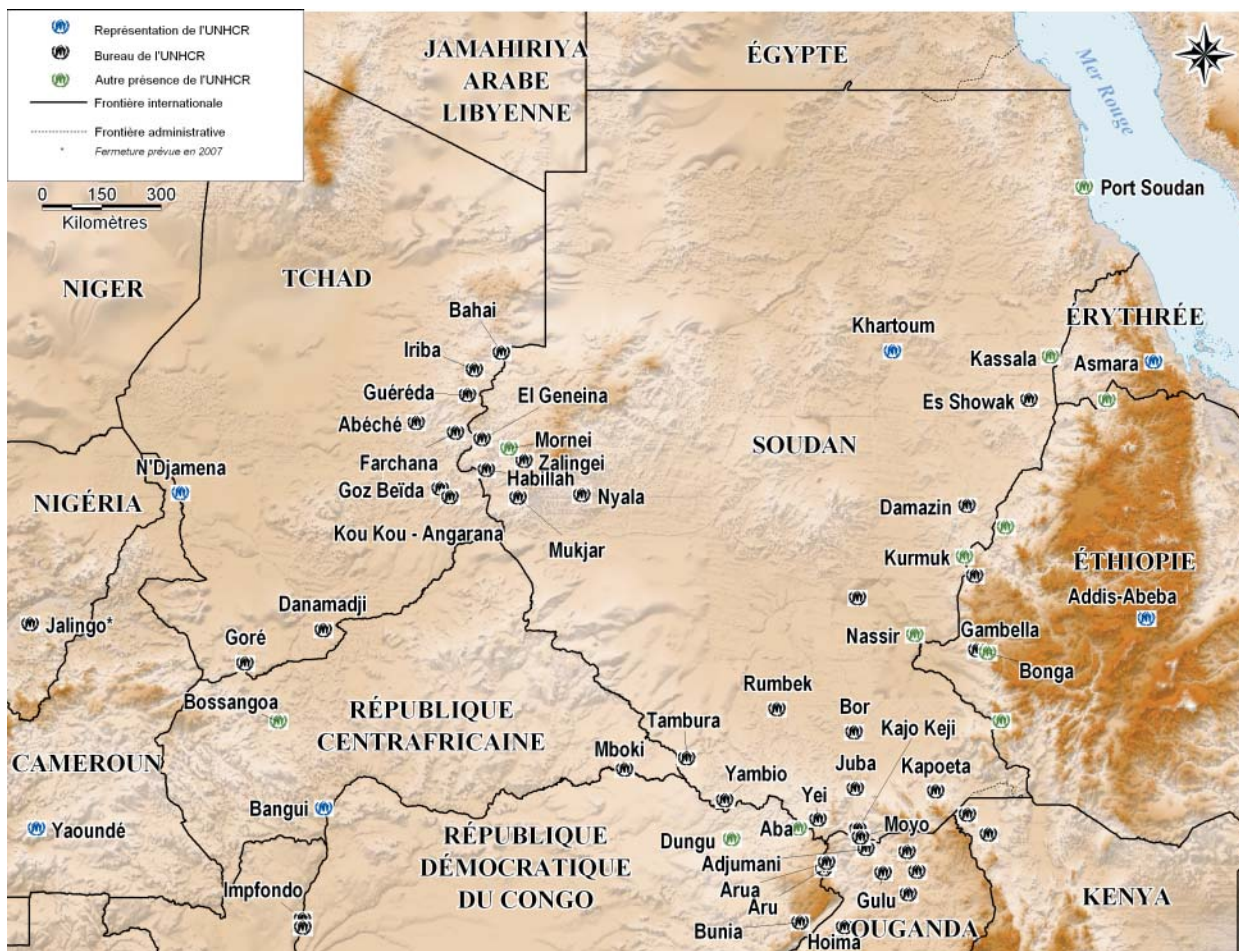 Représentation de l'UNHCR
Bureau de l'UNHCR
Autre présence de l'UNHCR
Frontière internationale
Frontière administrative
* Fermeture prévue en 2007
0 150 300
Kilomètres
JAMAHIRIYA
ARABE
LIBYENNE
ÉGYPTE
Mer Rouge
Port Soudan
NIGER
TCHAD
Bahai
Iriba
Guéréda
El Geneina
Abéché
Mornei
Farchana
Zalingei
Habillah
Goz Beïda
Nyala
Kou Kou - Angarana
Mukjar
Khartoum
Kassala
ÉRYTHRÉE
Asmara
Es Showak
SOUDAN
N'Djamena
NIGÉRIA
Damazin
Kurmuk
ÉTHIOPIE
Addis-Abeba
Jalingo*
Danamadji
Goré
Nassir
Gambella
Bonga
Bossangoa
RÉPUBLIQUE
CENTRAFRICAINE
Rumbek
Bor
Tambura
Kajo Keji
CAMEROUN
Mboki
Juba
Kapoeta
Yambio
Yei
Bangui
Yaoundé
RÉPUBLIQUE
DÉMOCRATIQUE
DU CONGO
Dungu
Aba
Moyo
Adjumani
Arua
Aru
Gulu
KENYA
Impfondo
Bunia
Hoima
OUGANDA